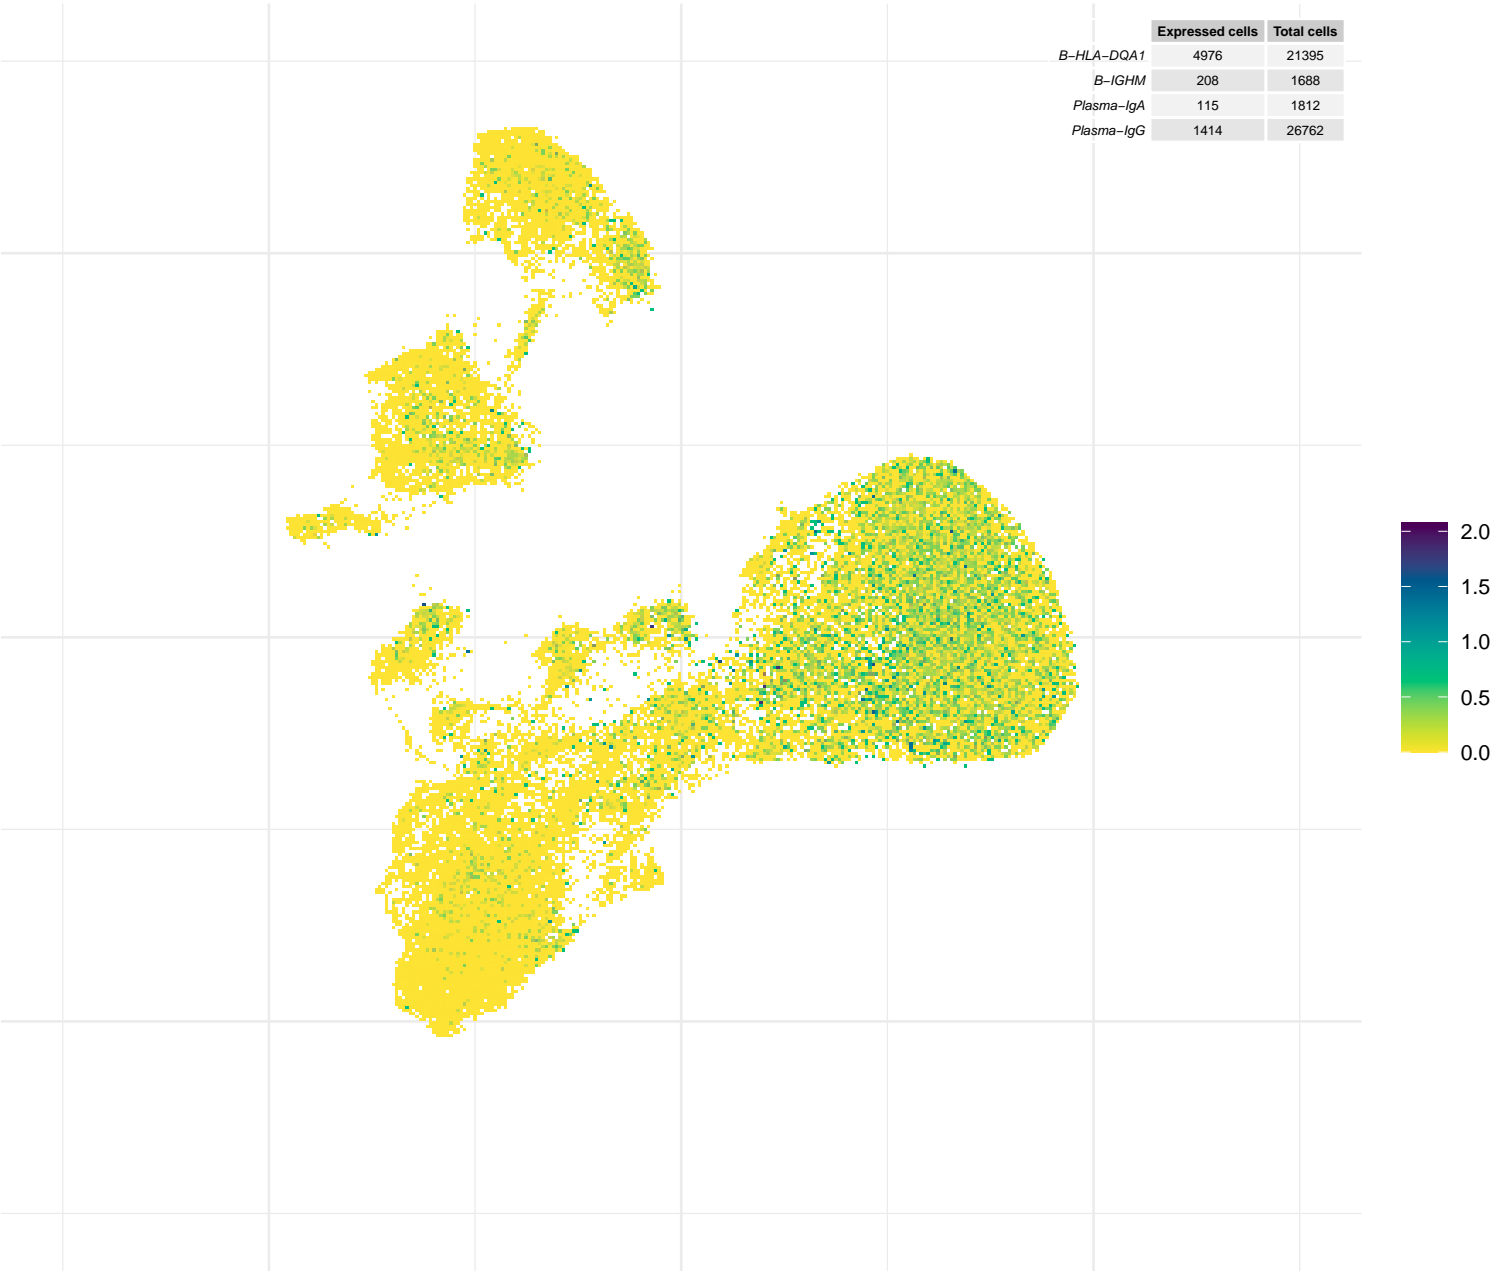 Expressed cells Total cells
B−HLA−DQA1 4976 21395
B−IGHM 208 1688
Plasma−IgA 115 1812
Plasma−IgG 1414 26762
2.0
1.5
1.0
0.5
0.0